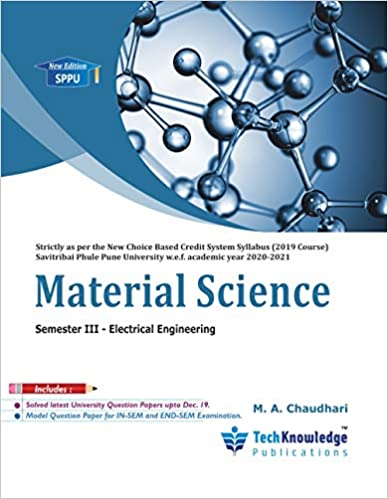 New Edition
SPPU
Strictly as per the New Choice Based Credit System Syllabus (2019 Course)
Savitribai Phule Pune University w.e.f. academic year 2020-2021
Material Science
Semester III - Electrical Engineering
Includes :
Solved latest University Question Papers upto Dec. 19.
Model Question Paper for IN-SEM and END-SEM Examination.
M. A. Chaudhari
TechKnowledge™
Publications